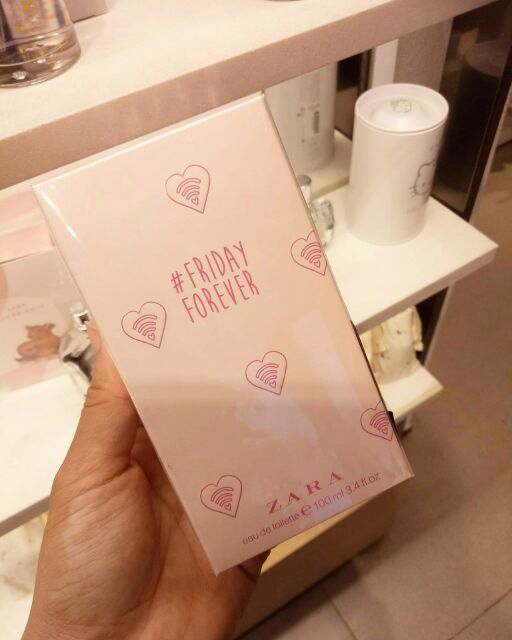 #FRIDAY
FOREVER
ZARA
eau de toilette e 100 ml 3.4 fl.oz